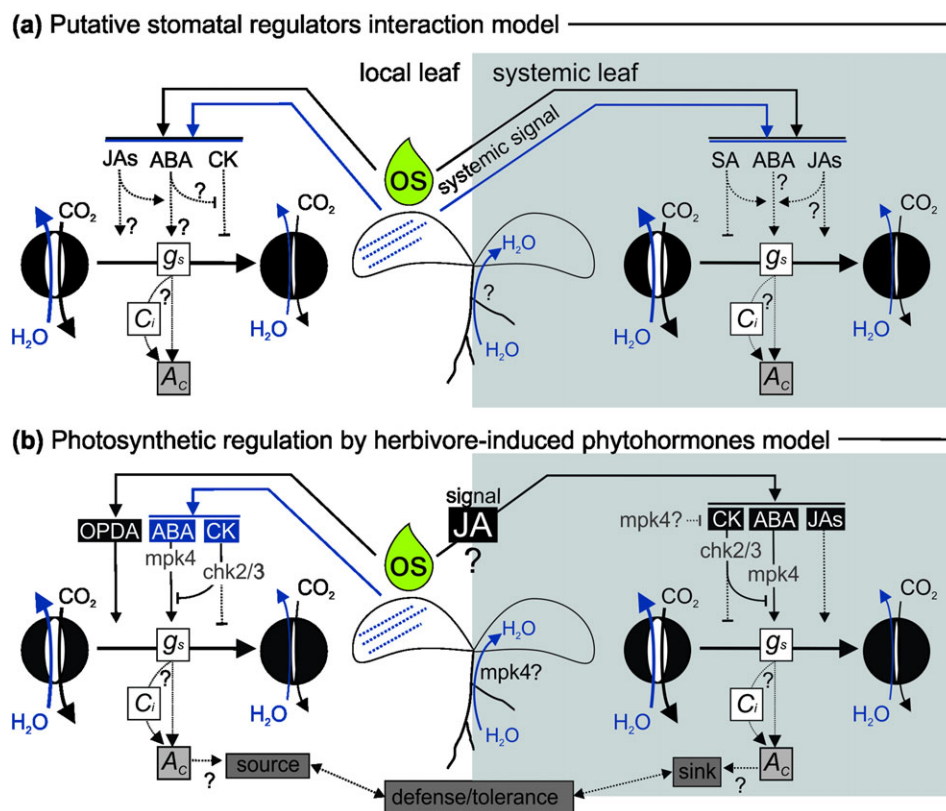 (a) Putative stomatal regulators interaction model
local leaf systemic leaf
systemic signal
OS
JAs ABA CK
SA ABA JAs
? ? ?
? ?
CO2 CO2 CO2 CO2
gs gs
H2O
? ?
Ci Ci
?
H2O H2O H2O H2O H2O
Ac Ac
(b) Photosynthetic regulation by herbivore-induced phytohormones model
signal
JA
?
OPDA ABA CK
mpk4? CK ABA JAs
OS
mpk4
chk2/3
chk2/3
mpk4
CO2 CO2 CO2 CO2
gs gs
H2O
? ?
mpk4?
Ci Ci
H2O H2O H2O H2O H2O
Ac source
?
sink Ac
?
defense/tolerance